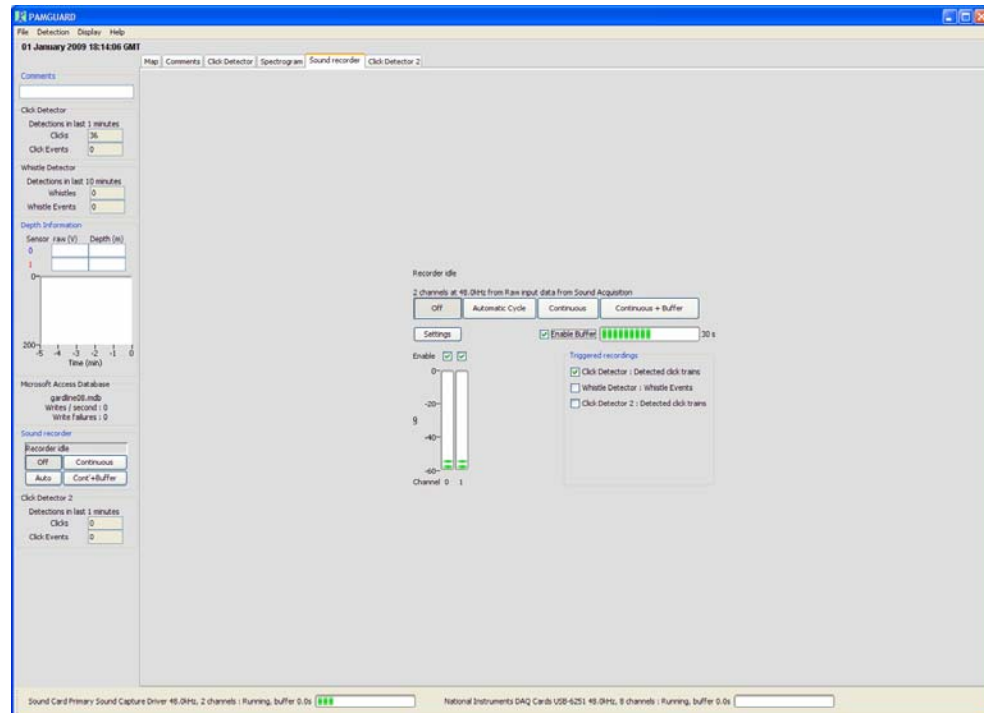 PAMGUARD
File Detection Display Help
01 January 2009 18:14:06 GMT
Map Comments Click Detector Spectrogram Sound recorder Click Detector 2
Comments
Click Detector
Detections in last 1 minutes
Clicks 36
Click Events 0
Whistle Detector
Detections in last 10 minutes
Whistles 0
Whistle Events 0
Depth Information
Sensor raw (V) Depth (m)
0
1
0
200
-5 -4 -3 -2 -1 0
Time (min)
Microsoft Access Database
gardline08.mdb
Writes / second : 0
Write Failures : 0
Sound recorder
Recorder idle
Off Continuous
Auto Cont'+Buffer
Click Detector 2
Detections in last 1 minutes
Clicks 0
Click Events 0
Recorder idle
2 channels at 48.0kHz from Raw input data from Sound Acquisition
Off Automatic Cycle Continuous Continuous + Buffer
Settings Enable Buffer 30 s
Enable
0
-20
-40
-60
Channel 0 1
Triggered recordings
Click Detector : Detected click trains
Whistle Detector : Whistle Events
Click Detector 2 : Detected click trains
Sound Card Primary Sound Capture Driver 48.0kHz, 2 channels : Running, buffer 0.0s
National Instruments DAQ Cards USB-6251 48.0kHz, 8 channels : Running, buffer 0.0s